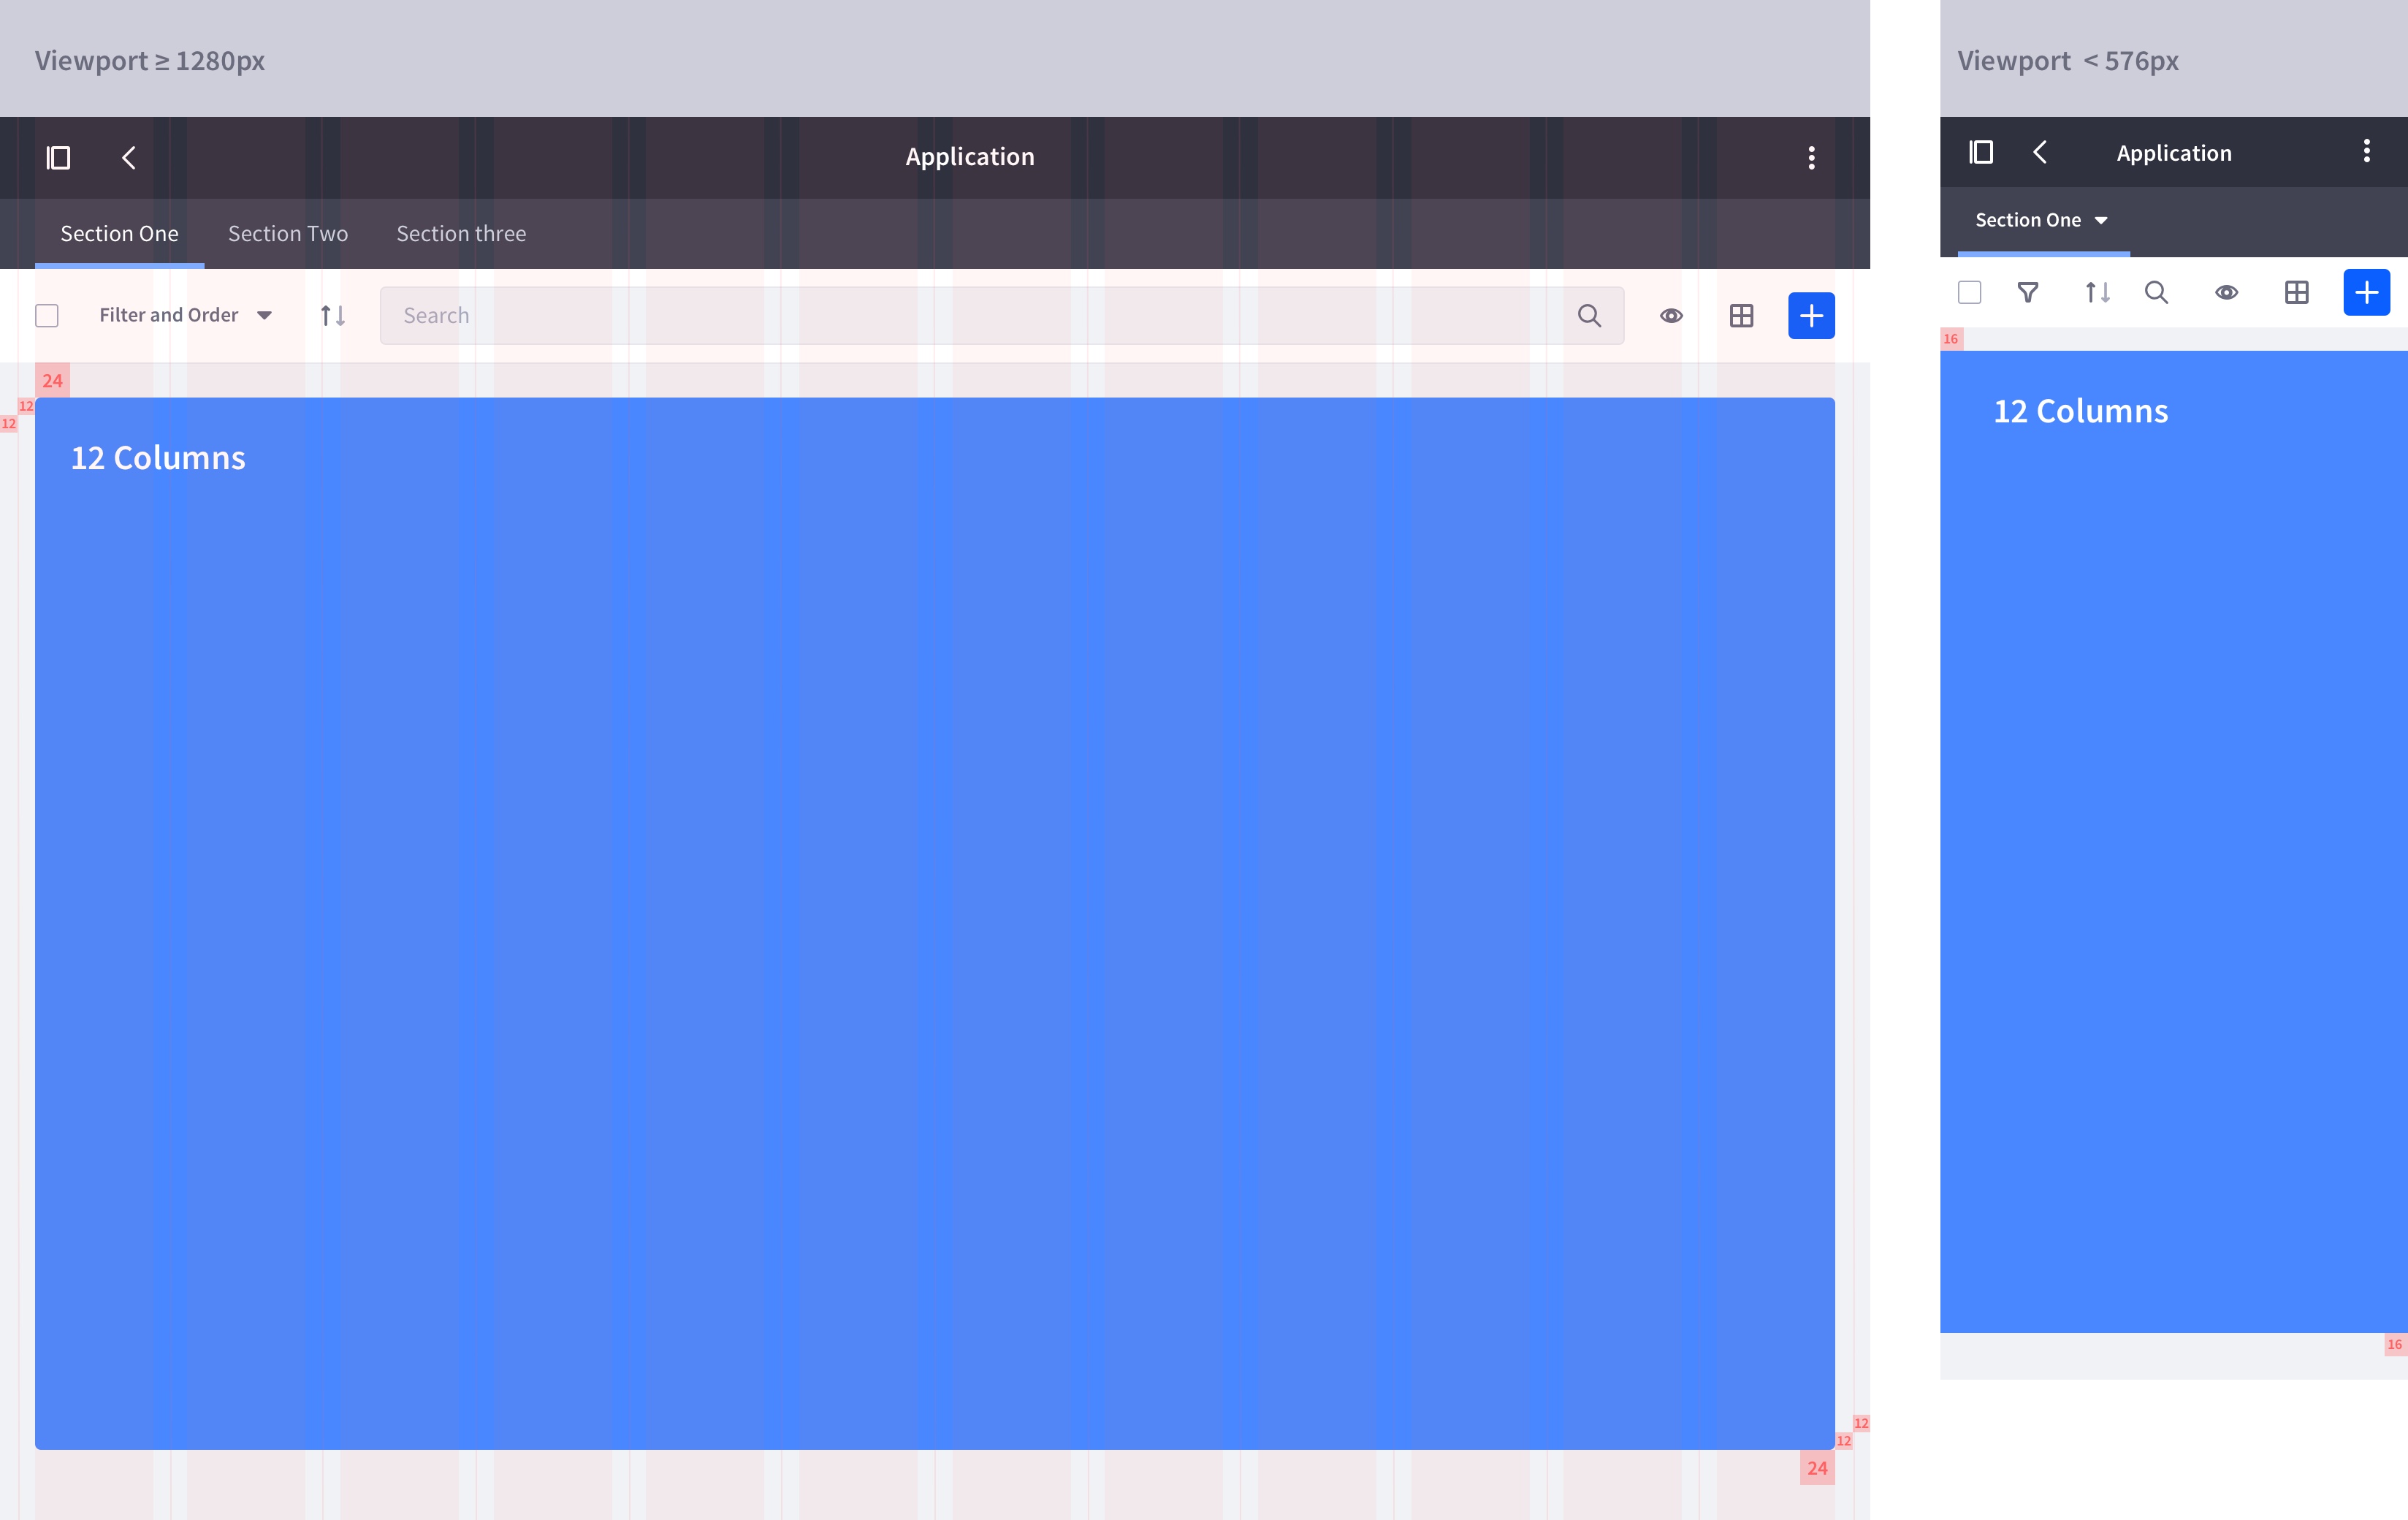 Viewport ≥ 1280px
Application
Section One Section Two Section three
Filter and Order Search
24
12
12
12 Columns
12
12
24
Viewport < 576px
Application
Section One
16
12 Columns
16